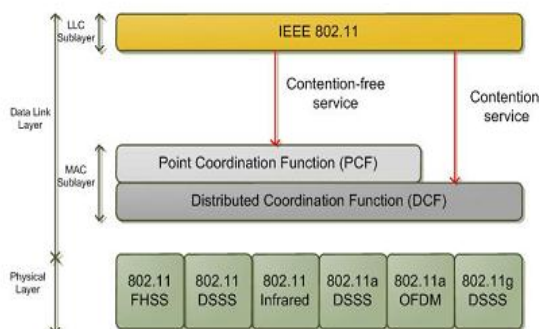 LLC
Sublayer
IEEE 802.11
Contention-free
service
Contention
service
Data Link
Layer
MAC
Sublayer
Point Coordination Function (PCF)
Distributed Coordination Function (DCF)
Physical
Layer
802.11
FHSS
802.11
DSSS
802.11
Infrared
802.11a
DSSS
802.11a
OFDM
802.11g
DSSS